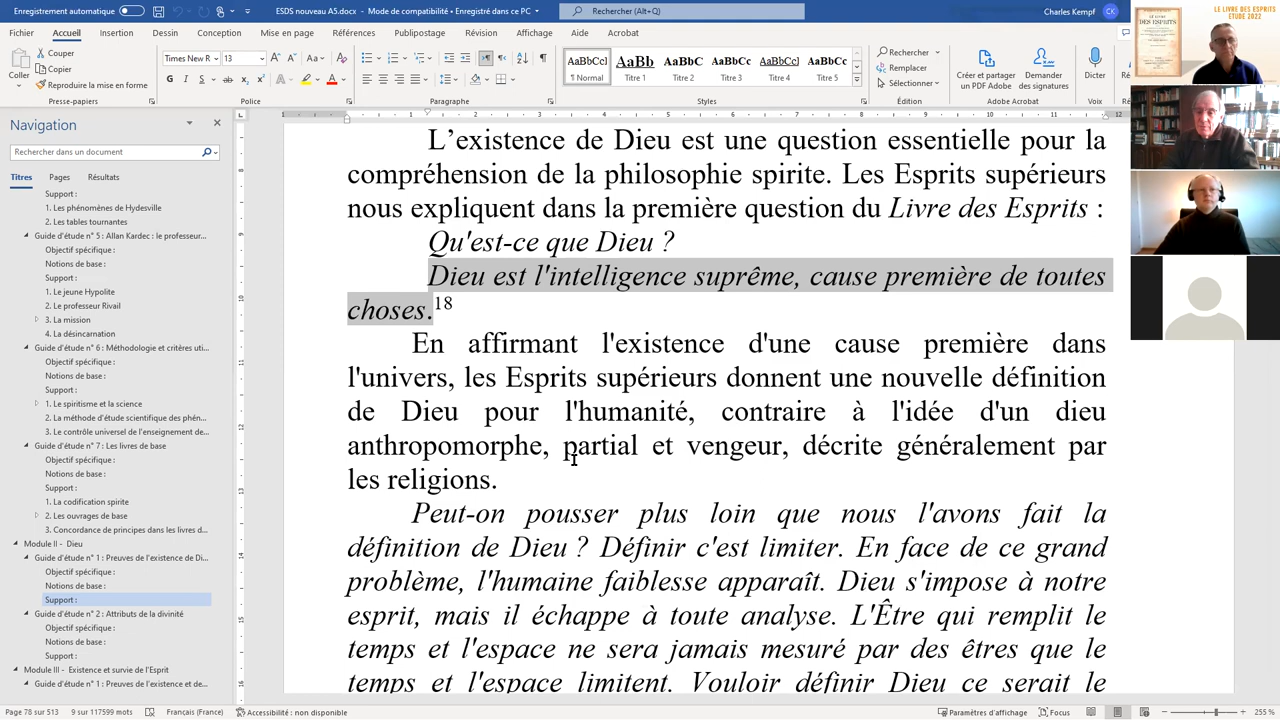 Enregistrement automatique
ESDS nouveau A5.docx - Mode de compatibilité • Enregistré dans ce PC
Rechercher (Alt+Q)
Charles Kempf
CK
LE LIVRE DES ESPRITS
ETUDE 2022
Fichier Accueil Insertion Dessin Conception Mise en page Références Publipostage Révision Affichage Aide Acrobat
Coller
Couper
Copier
Reproduire la mise en forme
Presse-papiers
Times New R 13
G I S
Police
Paragraphe
AaBbCcI AaBb AaBbC AaBbCc AaBbCcI AaBbCc
¶ Normal Titre 2 Titre 3 Titre 4 Titre 5
Styles
Rechercher
Remplacer
Sélectionner
Édition
Créer et partager
un PDF Adobe
Demander
des signatures
Adobe Acrobat
Dicter
Voix
Navigation
Rechercher dans un document
Titres Pages Résultats
Support :
1. Les phénomènes de Hydesville
2. Les tables tournantes
Guide d'étude n° 5 : Allan Kardec : le professeur...
Objectif spécifique :
Notions de base :
Support :
1. Le jeune Hypolite
2. Le professeur Rivail
3. La mission
4. La désincarnation
Guide d'étude n° 6 : Méthodologie et critères uti...
Objectif spécifique :
Notions de base :
Support :
1. Le spiritisme et la science
2. La méthode d'étude scientifique des phén...
3. Le contrôle universel de l'enseignement de...
Guide d'étude n° 7 : Les livres de base
Objectif spécifique :
Notions de base :
Support :
1. La codification spirite
2. Les ouvrages de base
3. Concordance de principes dans les livres d...
Module II - Dieu
Guide d'étude n° 1 : Preuves de l'existence de Di...
Objectif spécifique :
Notions de base :
Support :
Guide d'étude n° 2 : Attributs de la divinité
Objectif spécifique :
Notions de base :
Support :
Module III - Existence et survie de l'Esprit
Guide d'étude n° 1 : Preuves de l'existence et de...
L'existence de Dieu est une question essentielle pour la
compréhension de la philosophie spirite. Les Esprits supérieurs
nous expliquent dans la première question du Livre des Esprits :
Qu'est-ce que Dieu ?
Dieu est l'intelligence suprême, cause première de toutes
choses.18
En affirmant l'existence d'une cause première dans
l'univers, les Esprits supérieurs donnent une nouvelle définition
de Dieu pour l'humanité, contraire à l'idée d'un dieu
anthropomorphe, partial et vengeur, décrite généralement par
les religions.
Peut-on pousser plus loin que nous l'avons fait la
définition de Dieu ? Définir c'est limiter. En face de ce grand
problème, l'humaine faiblesse apparaît. Dieu s'impose à notre
esprit, mais il échappe à toute analyse. L'Être qui remplit le
temps et l'espace ne sera jamais mesuré par des êtres que le
temps et l'espace limitent. Vouloir définir Dieu ce serait le
Page 78 sur 513 9 sur 117599 mots Français (France) Accessibilité : non disponible
Paramètres d'affichage Focus 255 %